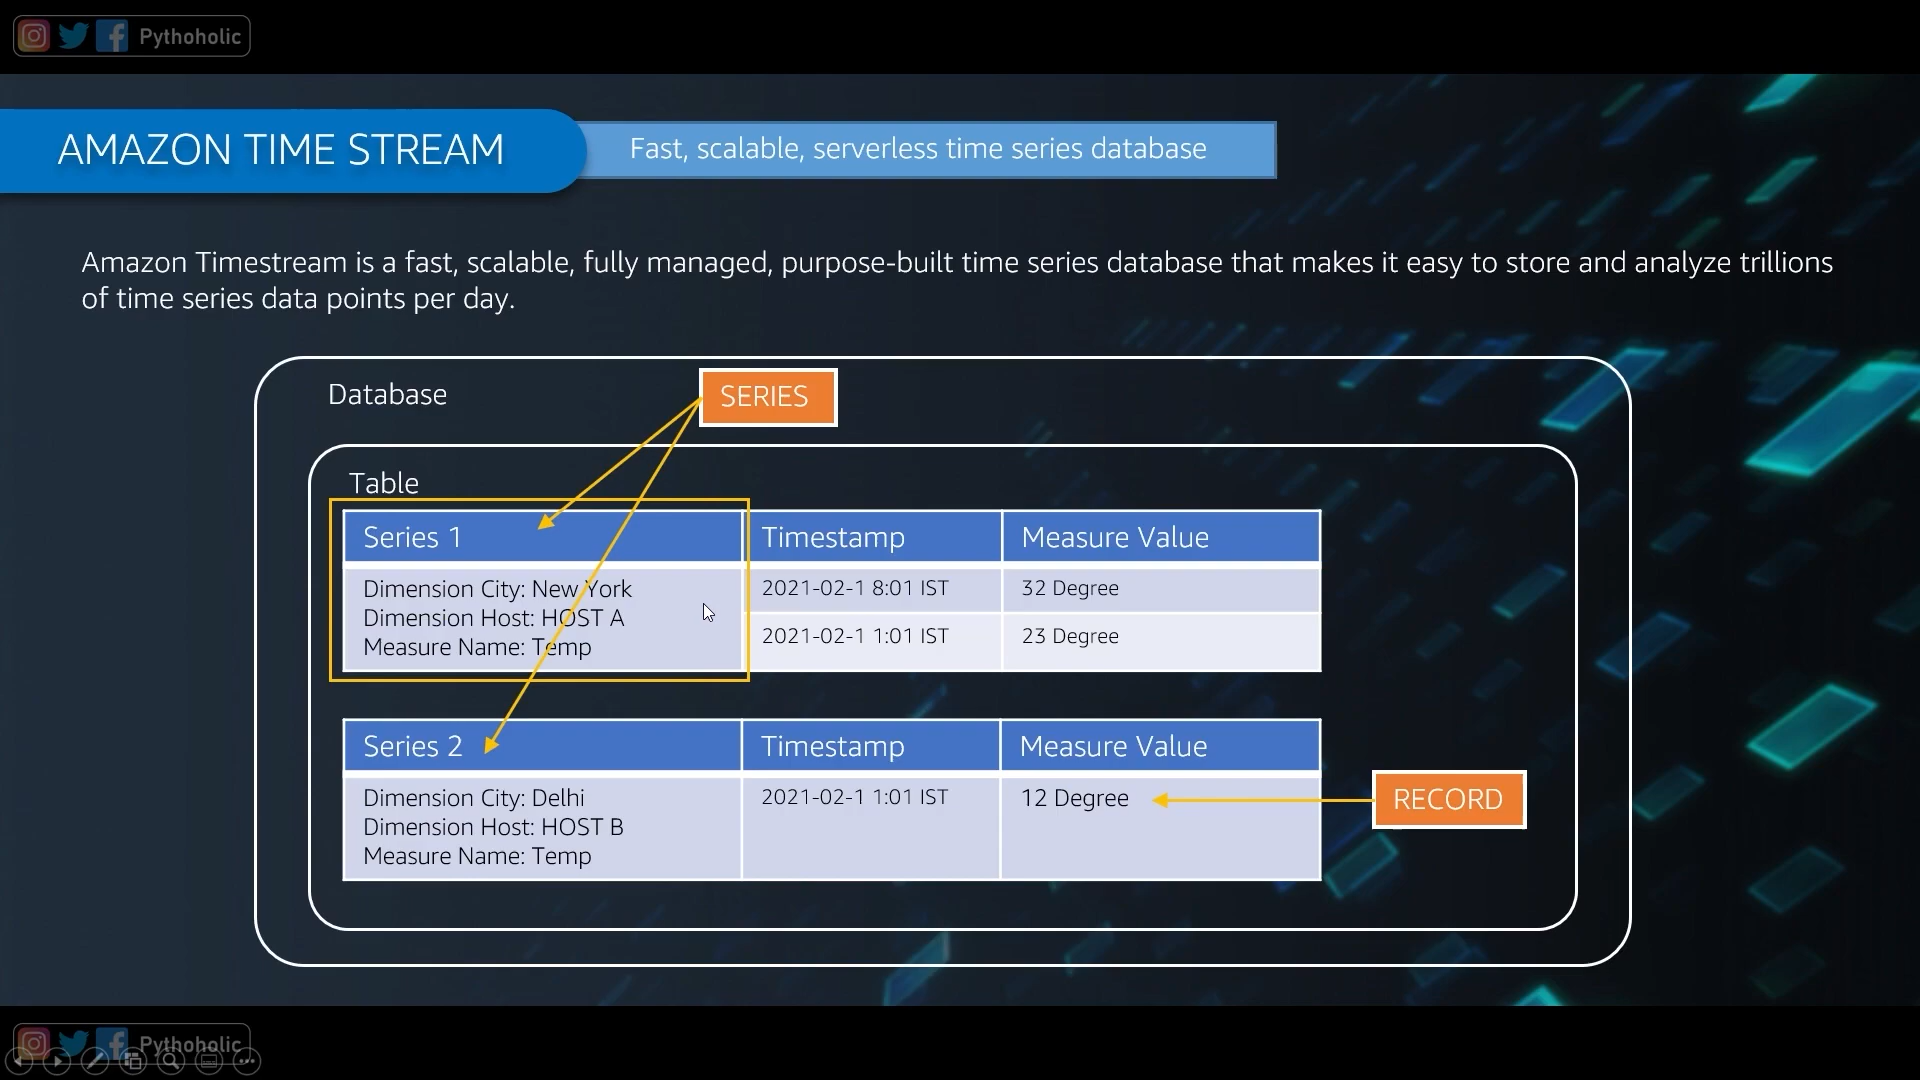 Pythoholic
AMAZON TIME STREAM
Fast, scalable, serverless time series database
Amazon Timestream is a fast, scalable, fully managed, purpose-built time series database that makes it easy to store and analyze trillions
of time series data points per day.
Database
SERIES
Table
Series 1
Timestamp
Measure Value
Dimension City: New York
Dimension Host: HOST A
Measure Name: Temp
2021-02-1 8:01 IST
32 Degree
2021-02-1 1:01 IST
23 Degree
Series 2
Timestamp
Measure Value
Dimension City: Delhi
Dimension Host: HOST B
Measure Name: Temp
2021-02-1 1:01 IST
12 Degree
RECORD
Pythoholic